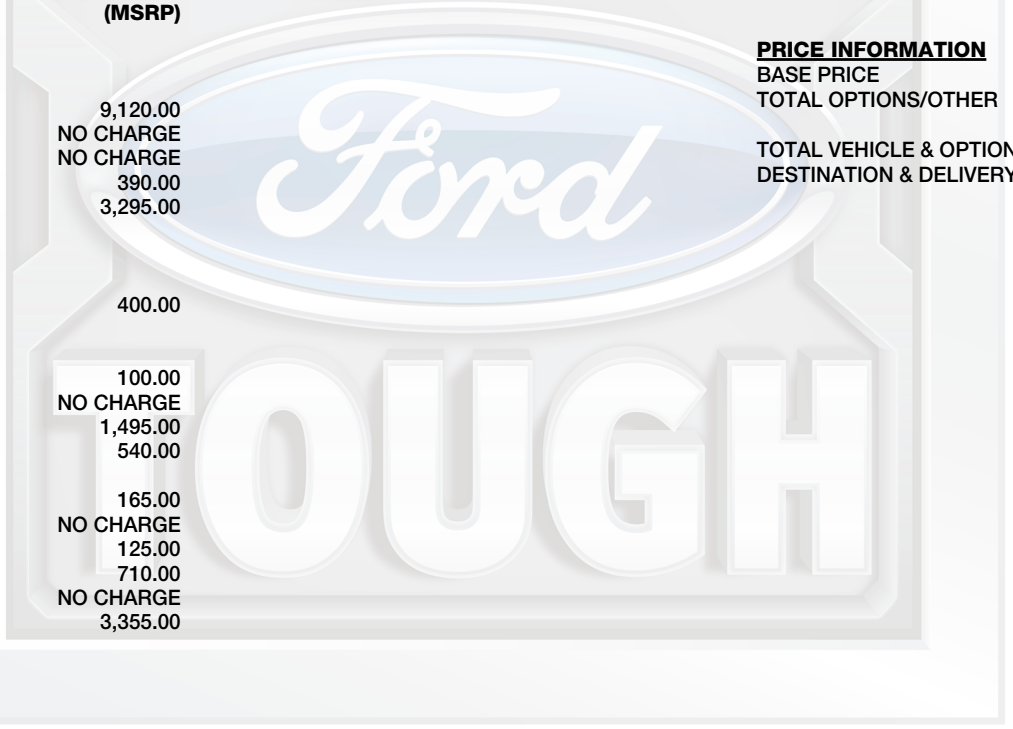 (MSRP)
9,120.00
NO CHARGE
NO CHARGE
390.00
3,295.00
400.00
100.00
NO CHARGE
1,495.00
540.00
165.00
NO CHARGE
125.00
710.00
NO CHARGE
3,355.00
PRICE INFORMATION
BASE PRICE
TOTAL OPTIONS/OTHER
TOTAL VEHICLE & OPTION
DESTINATION & DELIVERY
Ford
TOUGH